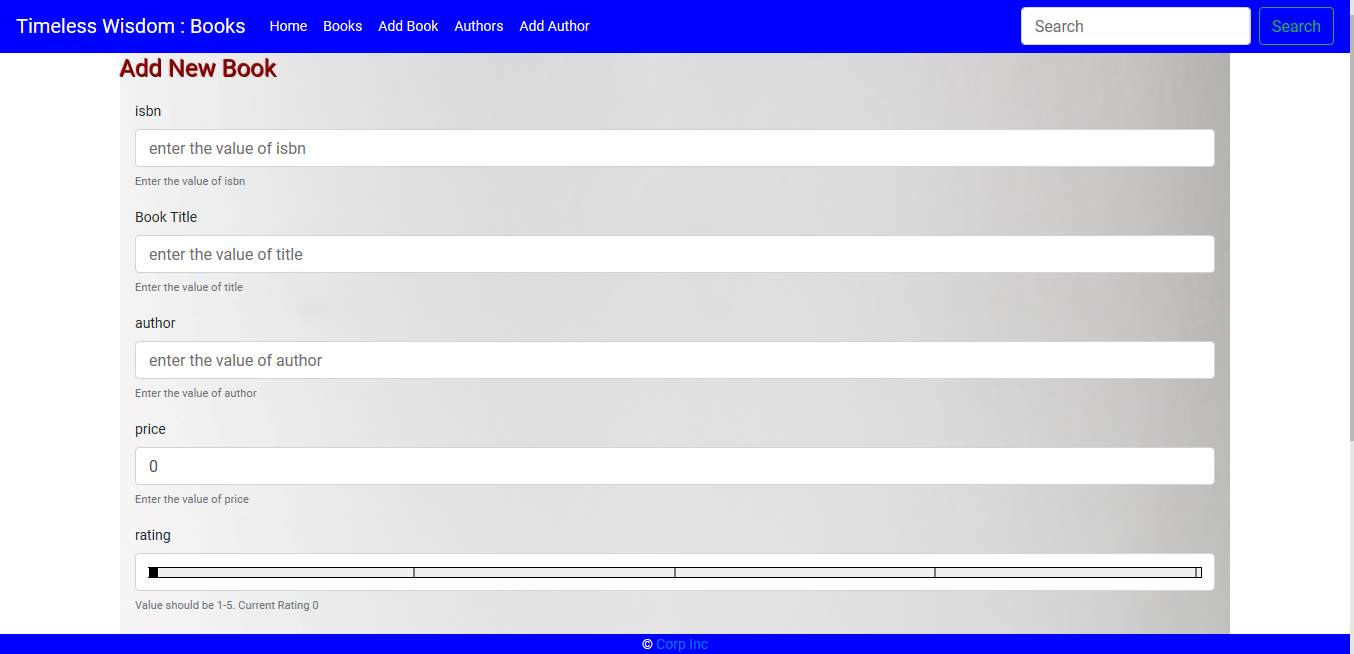 Timeless Wisdom : Books Home Books Add Book Authors Add Author Search Search
Add New Book
isbn
enter the value of isbn
Enter the value of isbn
Book Title
enter the value of title
Enter the value of title
author
enter the value of author
Enter the value of author
price
0
Enter the value of price
rating
Value should be 1-5. Current Rating 0
© Corp Inc